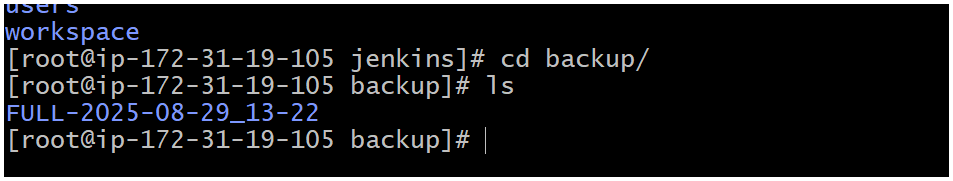 users
workspace
[root@ip-172-31-19-105 jenkins]# cd backup/
[root@ip-172-31-19-105 backup]# ls
FULL-2025-08-29_13-22
[root@ip-172-31-19-105 backup]#